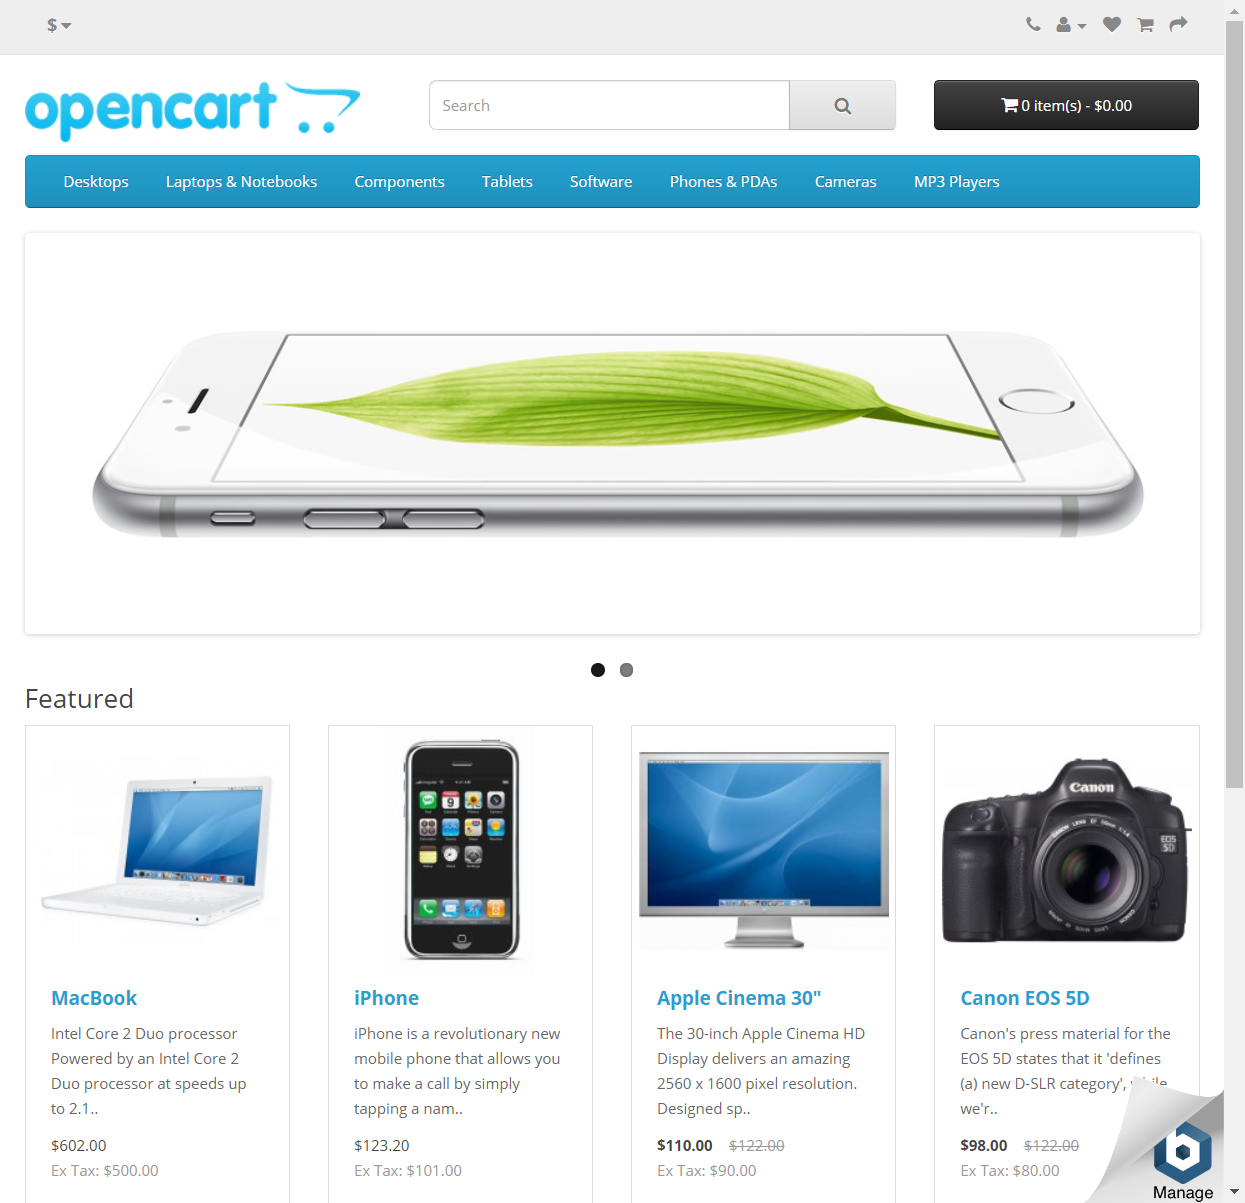 $
opencart
Search
0 item(s) - $0.00
Desktops
Laptops & Notebooks
Components
Tablets
Software
Phones & PDAs
Cameras
MP3 Players
Featured
Canon
EOS
5D
MacBook
Intel Core 2 Duo processor
Powered by an Intel Core 2
Duo processor at speeds up
to 2.1..
$602.00
Ex Tax: $500.00
iPhone
iPhone is a revolutionary new
mobile phone that allows you
to make a call by simply
tapping a nam..
$123.20
Ex Tax: $101.00
Apple Cinema 30"
The 30-inch Apple Cinema HD
Display delivers an amazing
2560 x 1600 pixel resolution.
Designed sp..
$110.00 $122.00
Ex Tax: $90.00
Canon EOS 5D
Canon's press material for the
EOS 5D states that it 'defines
(a) new D-SLR category', while
we'r..
$98.00 $122.00
Ex Tax: $80.00
Manage